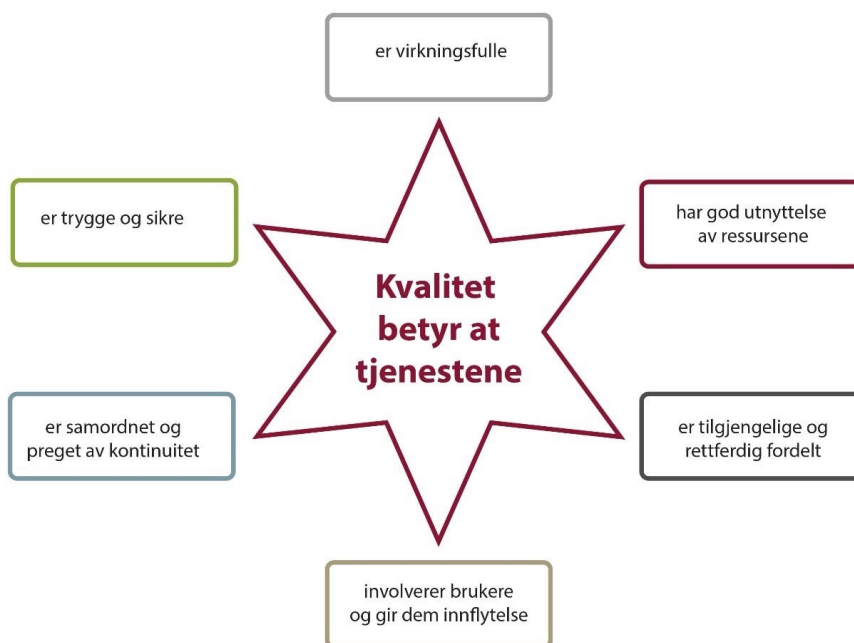 er virkningsfulle
er trygge og sikre
har god utnyttelse
av ressursene
Kvalitet
betyr at
tjenestene
er samordnet og
preget av kontinuitet
er tilgjengelige og
rettferdig fordelt
involverer brukere
og gir dem innflytelse